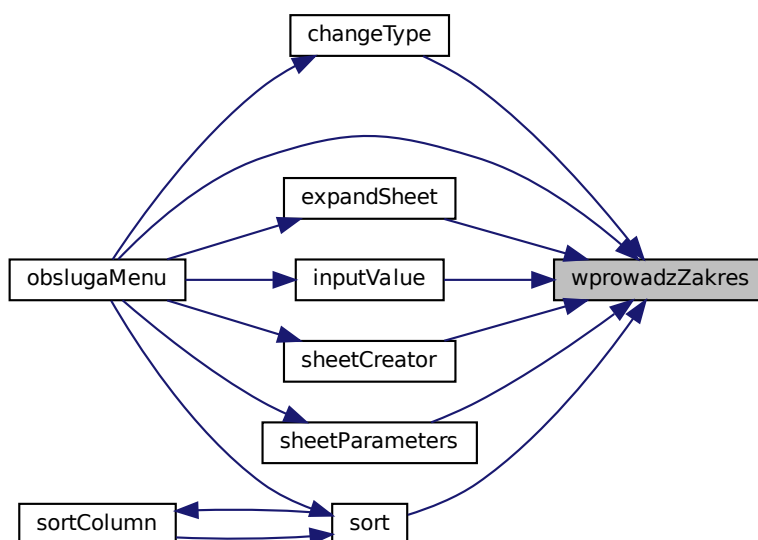 changeType
expandSheet
obslugaMenu
inputValue
wprowadzZakres
sheetCreator
sheetParameters
sortColumn
sort